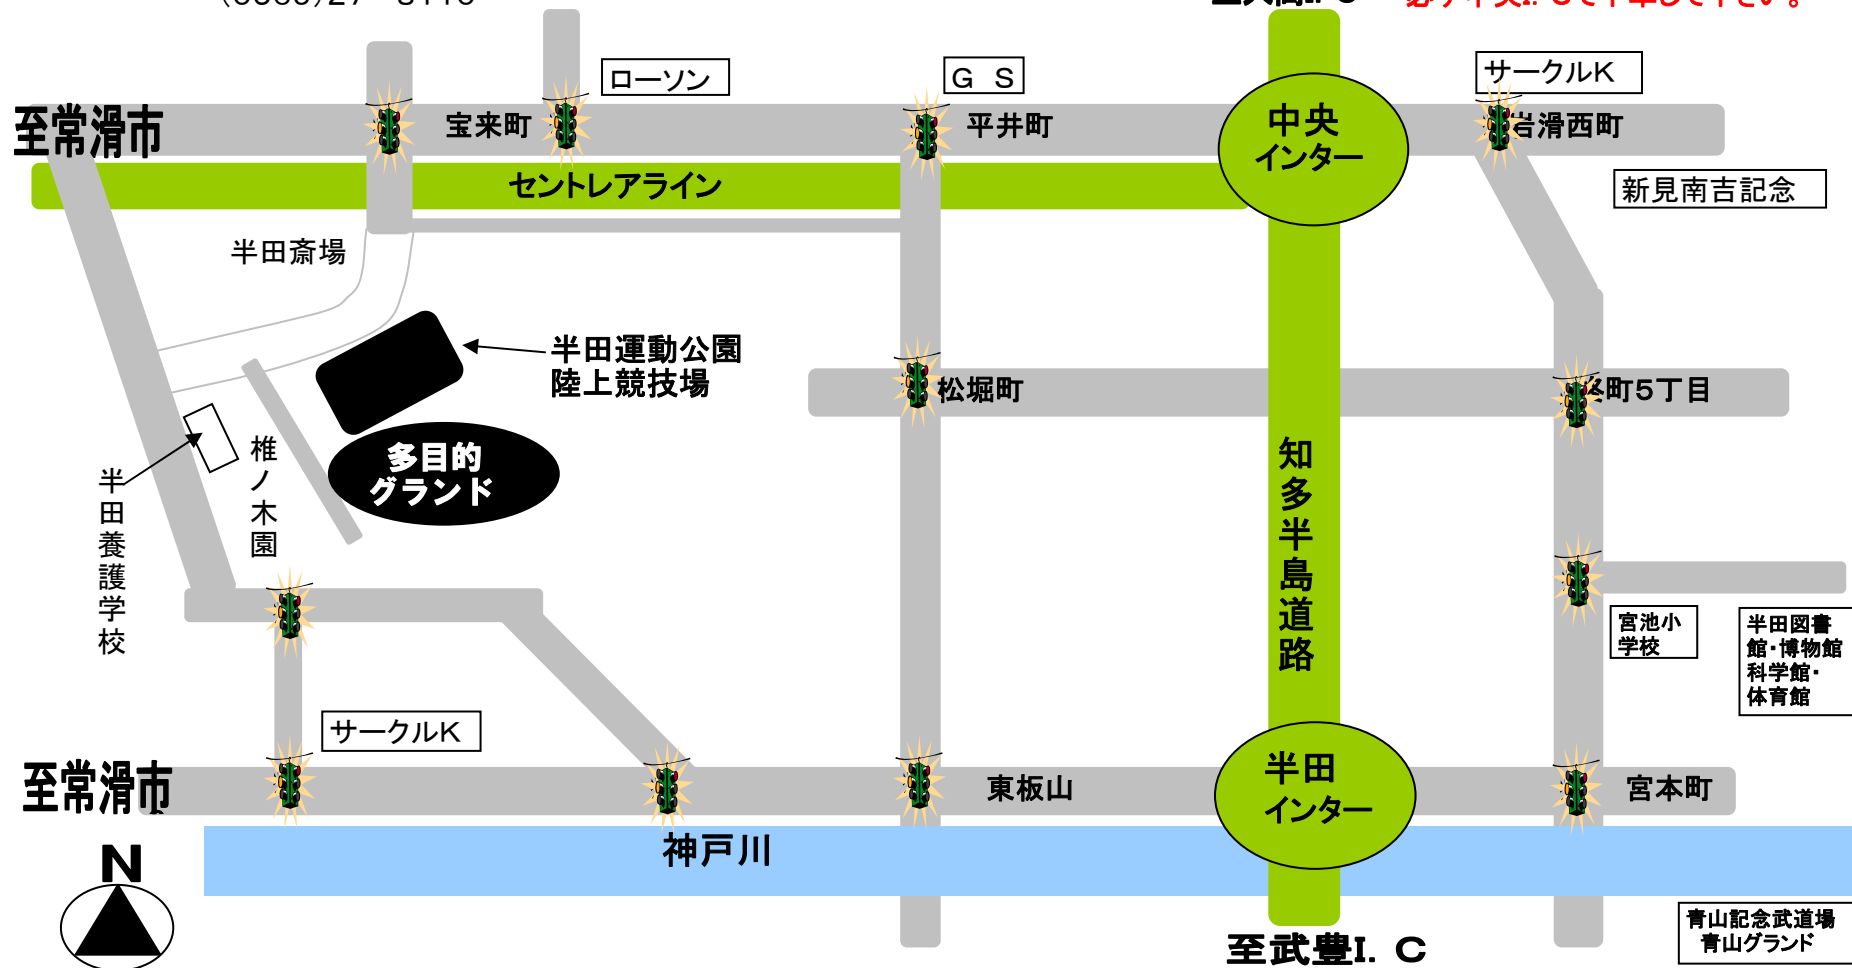 ローソン
G S
サークルK
至常滑市
宝来町
平井町
中央
インター
岩滑西町
セントレアライン
新見南吉記念
半田斎場
半田運動公園
陸上競技場
松堀町
町5丁目
多目的
グランド
椎ノ木園
半田養護学校
知多半島道路
宮池小
学校
半田図書
館・博物館
科学館・
体育館
サークルK
至常滑市
東板山
半田
インター
宮本町
神戸川
N
青山記念武道場
青山グランド
至武豊I. C